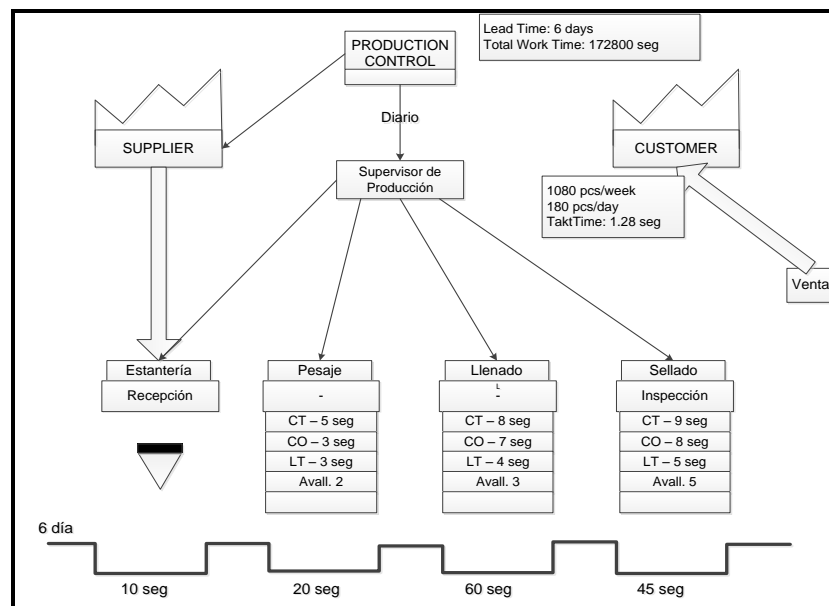 Lead Time: 6 days
Total Work Time: 172800 seg
PRODUCTION
CONTROL
Diario
SUPPLIER
CUSTOMER
Supervisor de
Producción
1080 pcs/week
180 pcs/day
TaktTime: 1.28 seg
Venta
Estantería
Recepción
Pesaje
-
CT – 5 seg
CO – 3 seg
LT – 3 seg
Avall. 2
Llenado
L
-
CT – 8 seg
CO – 7 seg
LT – 4 seg
Avall. 3
Sellado
Inspección
CT – 9 seg
CO – 8 seg
LT – 5 seg
Avall. 5
6 día
10 seg
20 seg
60 seg
45 seg